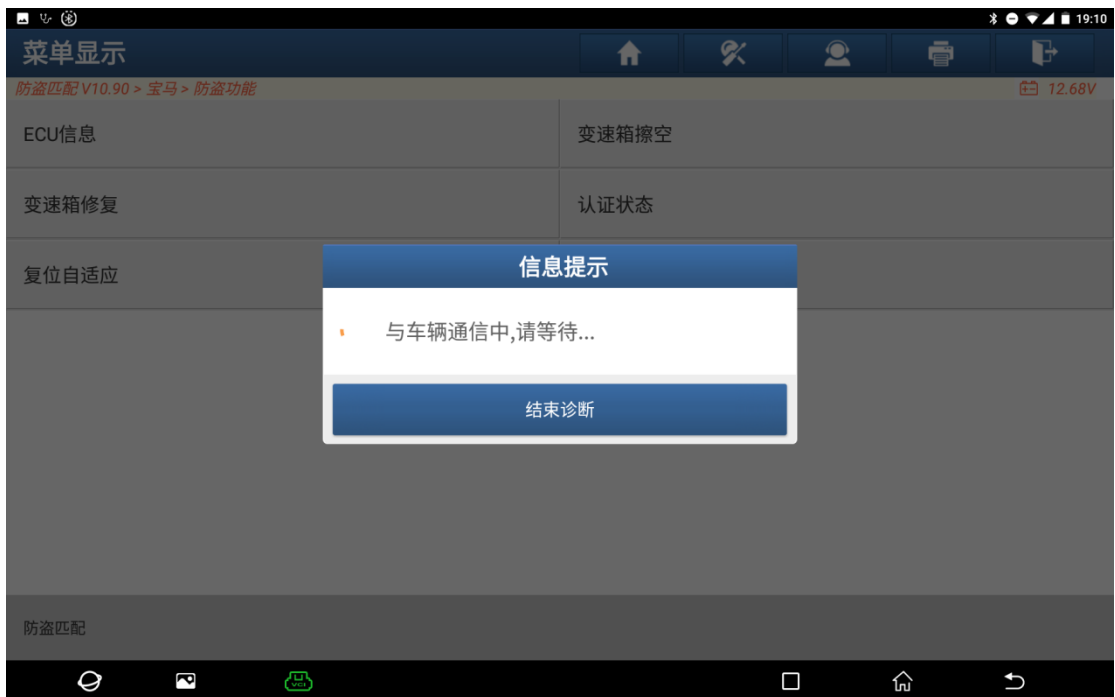 19:10
菜单显示
防盗匹配 V10.90 > 宝马 > 防盗功能
12.68V
ECU信息
变速箱擦空
变速箱修复
认证状态
复位自适应
信息提示
与车辆通信中,请等待...
结束诊断
防盗匹配
VCI